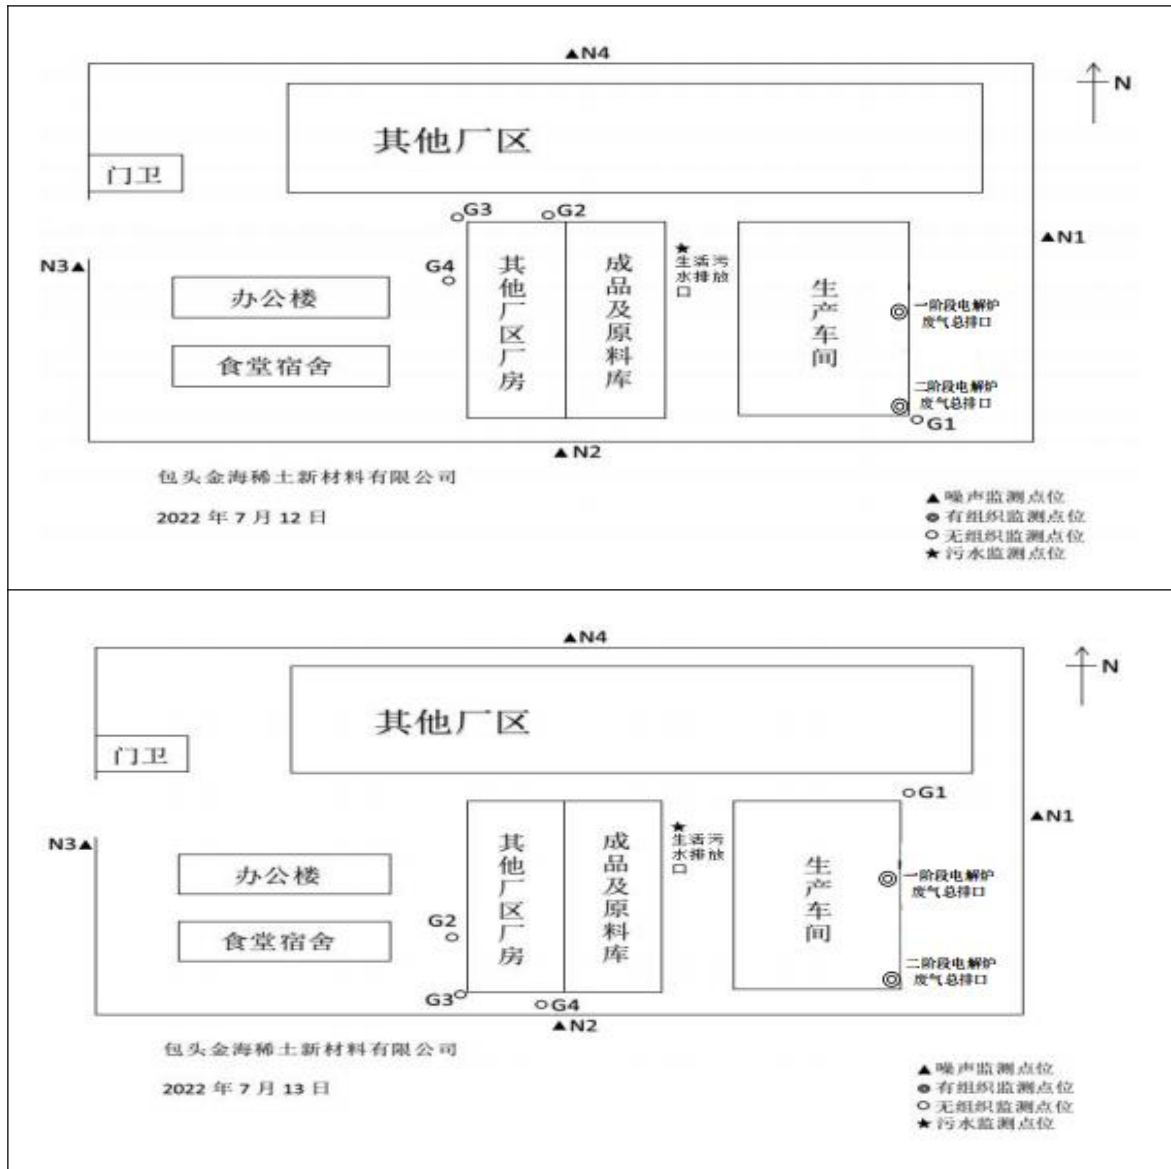 ▲N4
N
其他厂区
门卫
G3
G2
▲N1
N3▲
G4
其他厂区厂房
成品及原料库
★
生活污
水排放
口
生产车间
一阶段电解炉
废气总排口
办公楼
食堂宿舍
二阶段电解炉
废气总排口
G1
▲N2
包头金海稀土新材料有限公司
2022 年 7 月 12 日
▲噪声监测点位
◎有组织监测点位
○无组织监测点位
★污水监测点位
▲N4
N
其他厂区
门卫
G1
▲N1
N3▲
其他厂区厂房
成品及原料库
★
生活污
水排放
口
生产车间
一阶段电解炉
废气总排口
办公楼
G2
食堂宿舍
二阶段电解炉
废气总排口
G3
G4
▲N2
包头金海稀土新材料有限公司
2022 年 7 月 13 日
▲噪声监测点位
◎有组织监测点位
○无组织监测点位
★污水监测点位